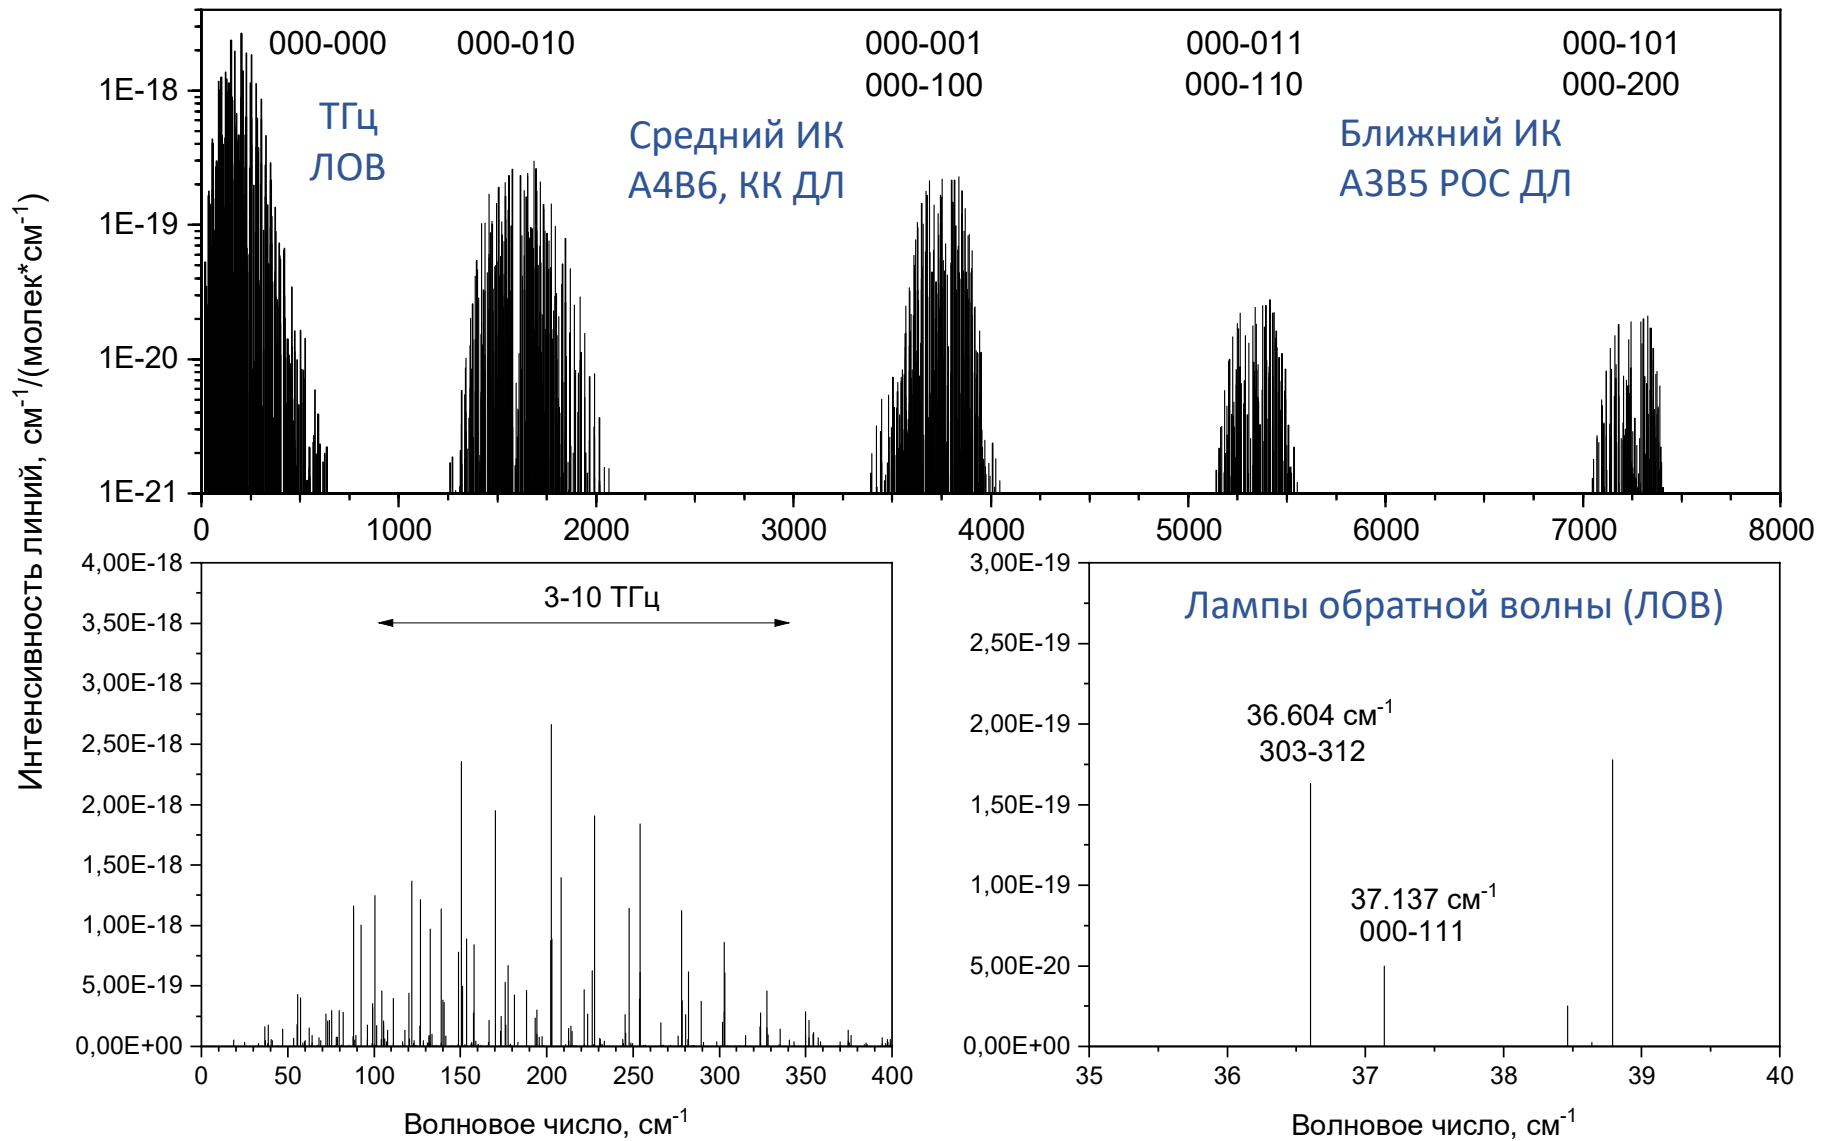 Интенсивность линий, см-1/(молек*см-1)
000-000
000-010
000-001
000-100
000-011
000-110
000-101
000-200
ТГц
ЛОВ
Средний ИК
А4В6, КК ДЛ
Ближний ИК
А3В5 РОС ДЛ
1E-18
1E-19
1E-20
1E-21
0 1000 2000 3000 4000 5000 6000 7000 8000
4,00E-18
3,50E-18
3,00E-18
2,50E-18
2,00E-18
1,50E-18
1,00E-18
5,00E-19
0,00E+00
3-10 ТГц
0 50 100 150 200 250 300 350 400
Волновое число, см-1
3,00E-19
2,50E-19
2,00E-19
1,50E-19
1,00E-19
5,00E-20
0,00E+00
Лампы обратной волны (ЛОВ)
36.604 см-1
303-312
37.137 см-1
000-111
35 36 37 38 39 40
Волновое число, см-1